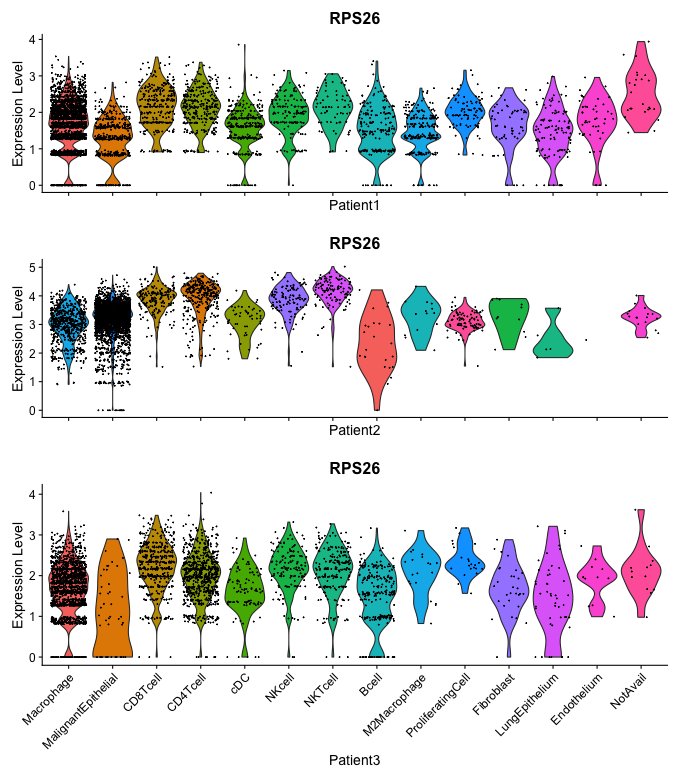 RPS26
Expression Level
4
3
2
1
0
Patient1
RPS26
Expression Level
5
4
3
2
1
0
Patient2
RPS26
Expression Level
4
3
2
1
0
Macrophage
MalignantEpithelial
CD8Tcell
CD4Tcell
cDC
NKcell
NKTcell
Bcell
M2Macrophage
ProliferatingCell
Fibroblast
LungEpithelium
Endothelium
NotAvail
Patient3